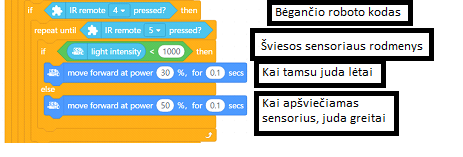 if IR remote 4 pressed? then
Bėgančio roboto kodas
repeat until IR remote 5 pressed?
Šviesos sensoriaus rodmenys
if light intensity < 1000 then
Kai tamsu juda lėtai
move forward at power 30 %, for 0.1 secs
else
Kai apšviečiamas
sensorius, juda greitai
move forward at power 50 %, for 0.1 secs